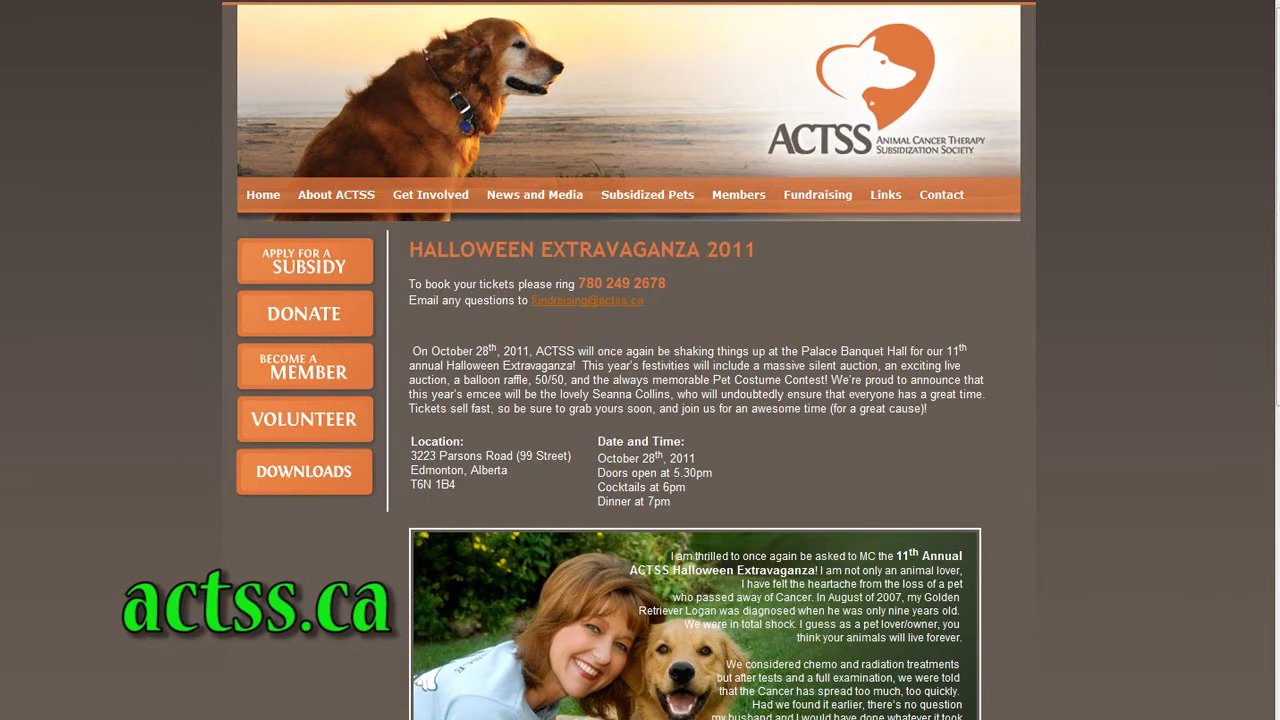 ACTSS ANIMAL CANCER THERAPY
SUBSIDIZATION SOCIETY
Home About ACTSS Get Involved News and Media Subsidized Pets Members Fundraising Links Contact
APPLY FOR A
SUBSIDY
DONATE
BECOME A
MEMBER
VOLUNTEER
DOWNLOADS
HALLOWEEN EXTRAVAGANZA 2011
To book your tickets please ring 780 249 2678
Email any questions to fundraising@actss.ca
On October 28th, 2011, ACTSS will once again be shaking things up at the Palace Banquet Hall for our 11th
annual Halloween Extravaganza! This year's festivities will include a massive silent auction, an exciting live
auction, a balloon raffle, 50/50, and the always memorable Pet Costume Contest! We're proud to announce that
this year's emcee will be the lovely Seanna Collins, who will undoubtedly ensure that everyone has a great time.
Tickets sell fast, so be sure to grab yours soon, and join us for an awesome time (for a great cause)!
Location:
3223 Parsons Road (99 Street)
Edmonton, Alberta
T6N 1B4
Date and Time:
October 28th, 2011
Doors open at 5.30pm
Cocktails at 6pm
Dinner at 7pm
I am thrilled to once again be asked to MC the 11th Annual
ACTSS Halloween Extravaganza! I am not only an animal lover,
I have felt the heartache from the loss of a pet
who passed away of Cancer. In August of 2007, my Golden
Retriever Logan was diagnosed when he was only nine years old.
We were in total shock. I guess as a pet lover/owner, you
think your animals will live forever.
We considered chemo and radiation treatments
but after tests and a full examination, we were told
that the Cancer has spread too much, too quickly.
Had we found it earlier, there's no question
my husband and I would have done whatever it took
actss.ca